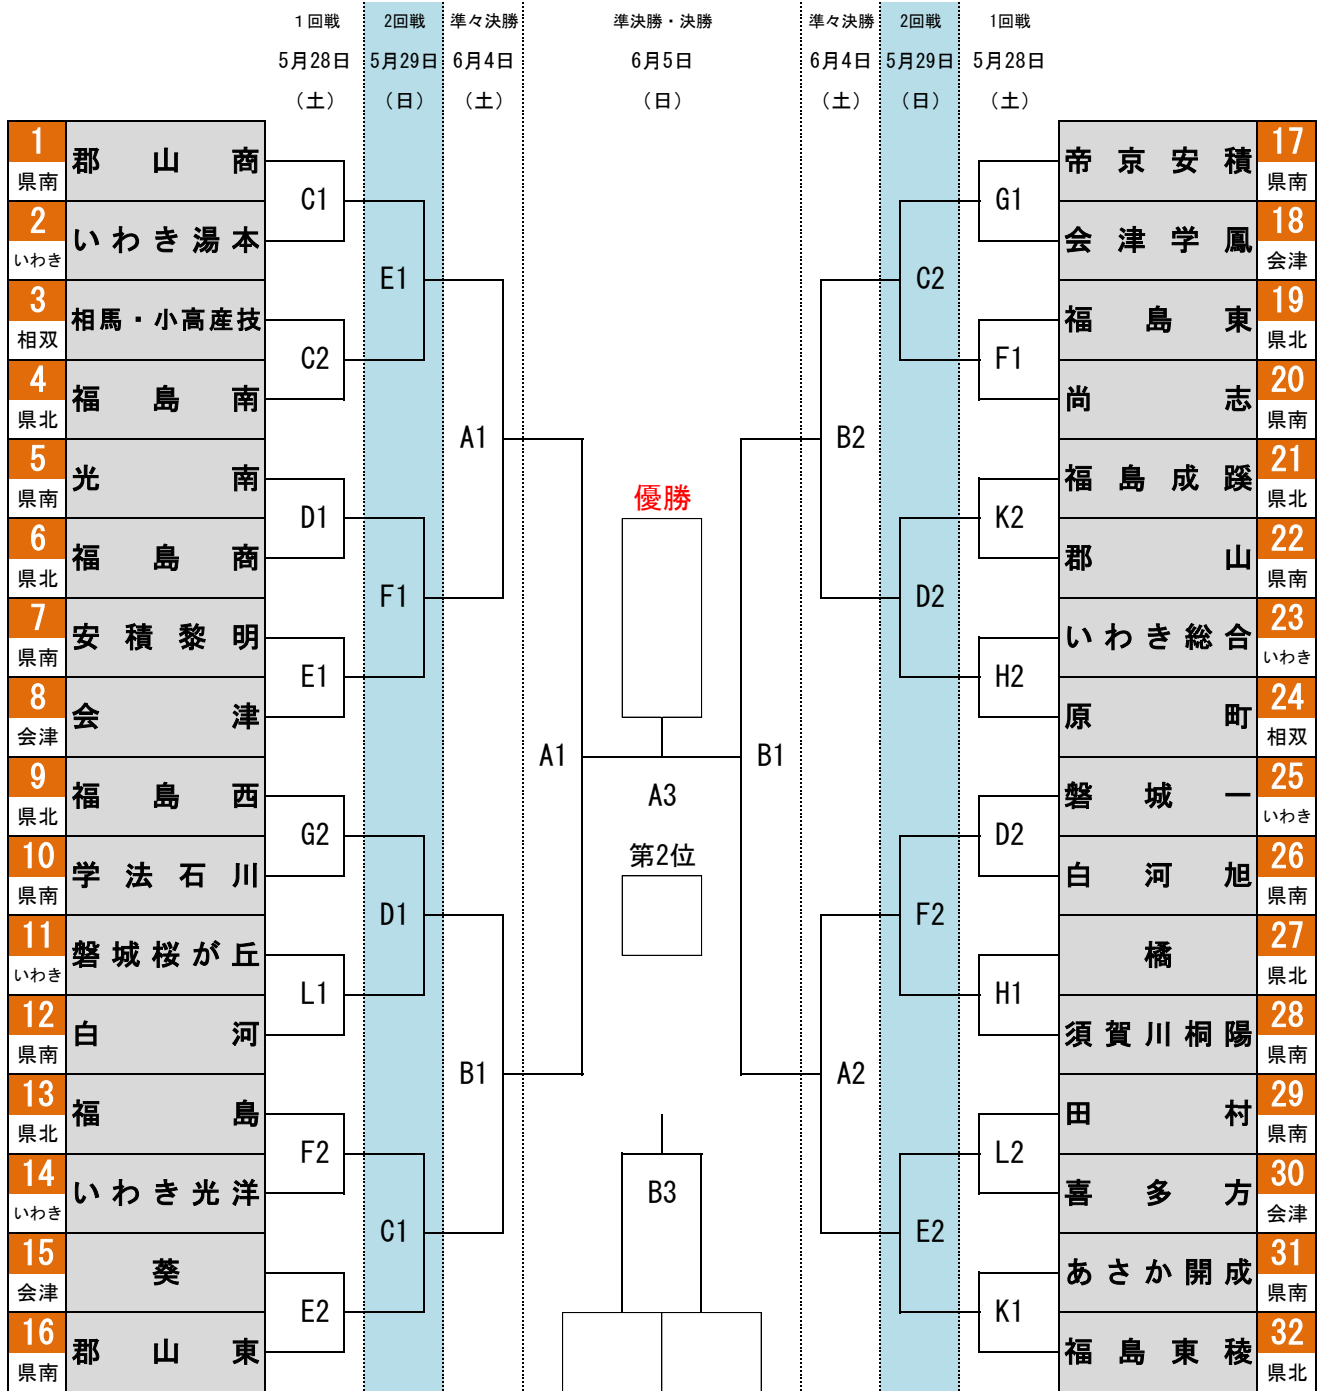 1回戦 2回戦 準々決勝 準決勝・決勝 準々決勝 2回戦 1回戦
5月28日 5月29日 6月4日 6月5日 6月4日 5月29日 5月28日
（土） （日） （土） （日） （土） （日） （土）
1 県南 郡山商
2 いわき いわき湯本
3 相双 相馬・小高産技
4 県北 福島南
5 県南 光南
6 県北 福島商
7 県南 安積黎明
8 会津 会津
9 県北 福島西
10 県南 学法石川
11 いわき 磐城桜が丘
12 県南 白河
13 県北 福島
14 いわき いわき光洋
15 会津 葵
16 県南 郡山東
C1
C2
D1
E1
G2
L1
F2
E2
E1
F1
D1
C1
A1
B1
A1
優勝
A3
第2位
B3
B1
B2
A2
C2
D2
F2
E2
G1
F1
K2
H2
D2
H1
L2
K1
帝京安積 17 県南
会津学鳳 18 会津
福島東 19 県北
尚志 20 県南
福島成蹊 21 県北
郡山 22 県南
いわき総合 23 いわき
原町 24 相双
磐城一 25 いわき
白河旭 26 県南
橘 27 県北
須賀川桐陽 28 県南
田村 29 県南
喜多方 30 会津
あさか開成 31 県南
福島東稜 32 県北